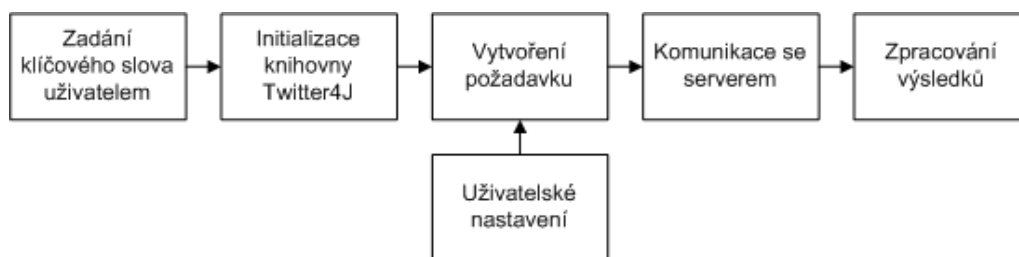 Zadání
klíčového slova
uživatelem
Initializace
knihovny
Twitter4J
Vytvoření
požadavku
Komunikace se
serverem
Zpracování
výsledků
Uživatelské
nastavení